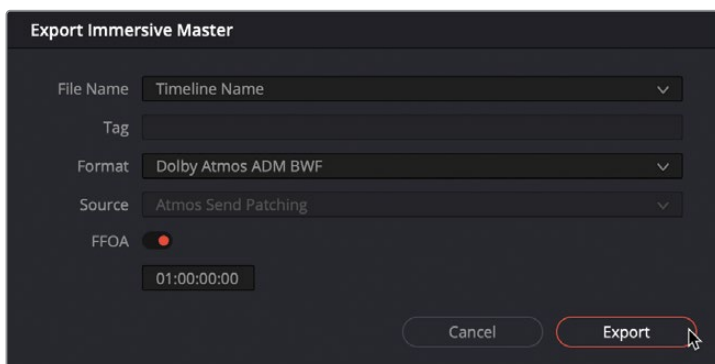 Export Immersive Master
File Name Timeline Name
Tag
Format Dolby Atmos ADM BWF
Source Atmos Send Patching
FFOA
01:00:00:00
Cancel Export